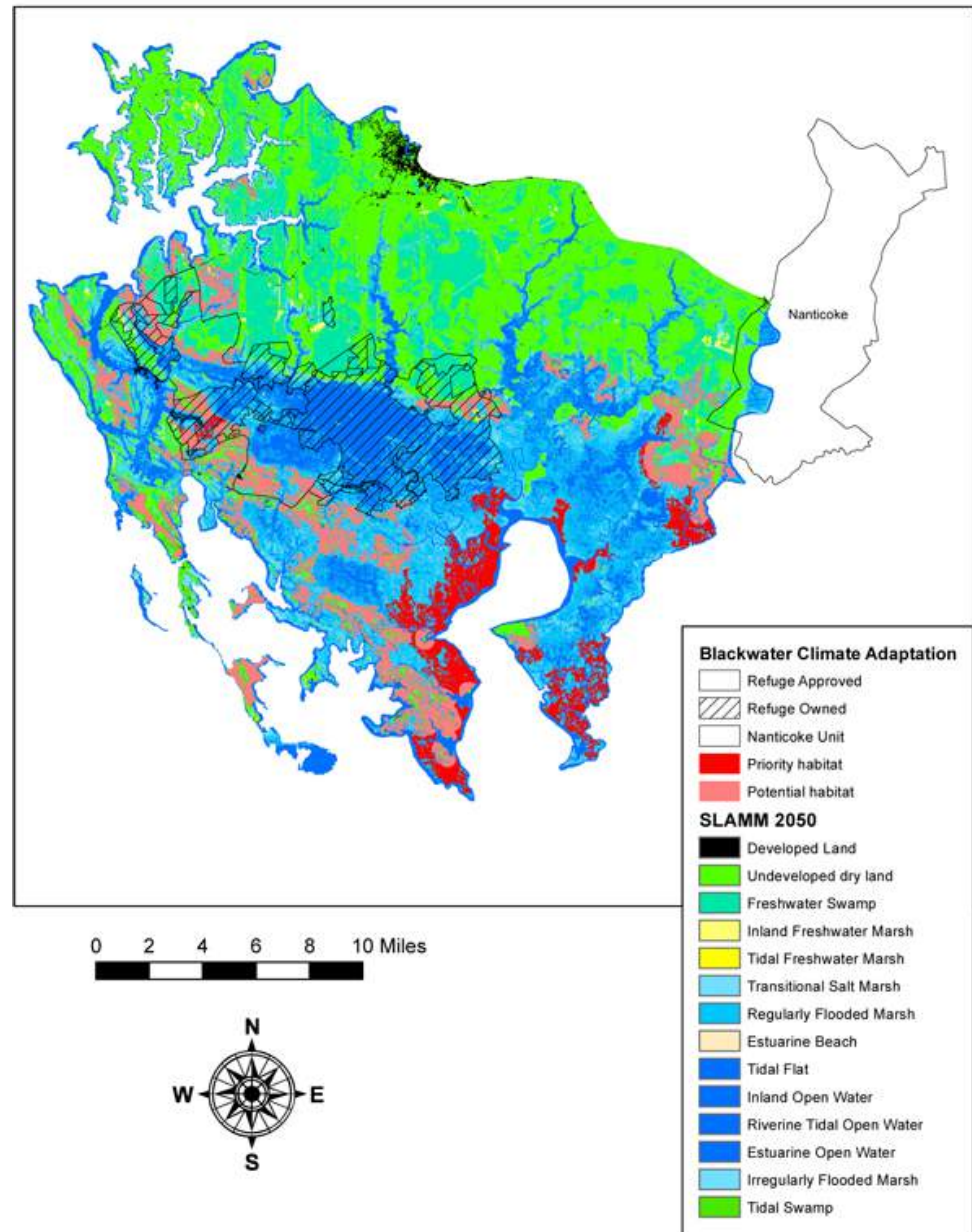 Nanticoke
Blackwater Climate Adaptation
Refuge Approved
Refuge Owned
Nanticoke Unit
Priority habitat
Potential habitat
SLAMM 2050
Developed Land
Undeveloped dry land
Freshwater Swamp
Inland Freshwater Marsh
Tidal Freshwater Marsh
Transitional Salt Marsh
Regularly Flooded Marsh
Estuarine Beach
Tidal Flat
Inland Open Water
Riverine Tidal Open Water
Estuarine Open Water
Irregularly Flooded Marsh
Tidal Swamp
0 2 4 6 8 10 Miles
N
W E
S